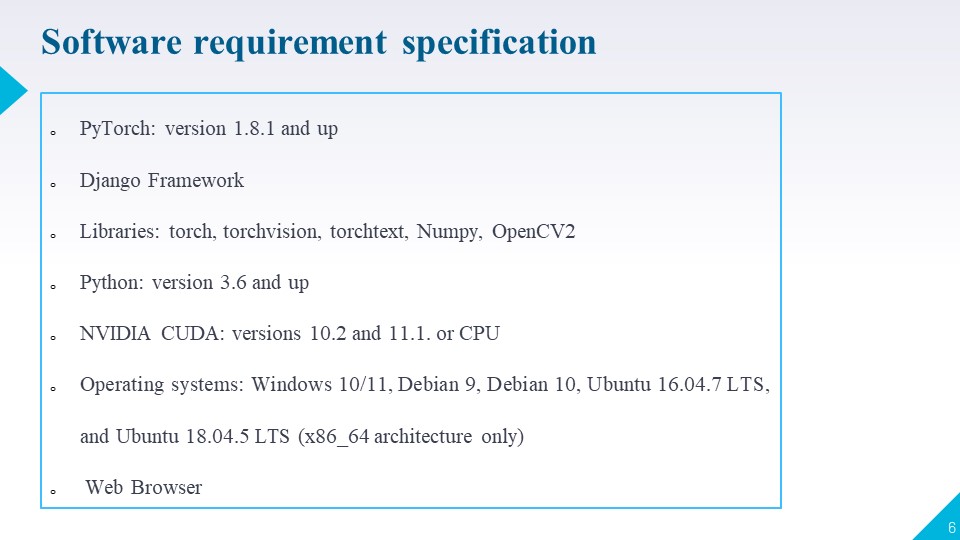 Software requirement specification
PyTorch: version 1.8.1 and up
Django Framework
Libraries: torch, torchvision, torchtext, Numpy, OpenCV2
Python: version 3.6 and up
NVIDIA CUDA: versions 10.2 and 11.1. or CPU
Operating systems: Windows 10/11, Debian 9, Debian 10, Ubuntu 16.04.7 LTS,
and Ubuntu 18.04.5 LTS (x86_64 architecture only)
Web Browser
6